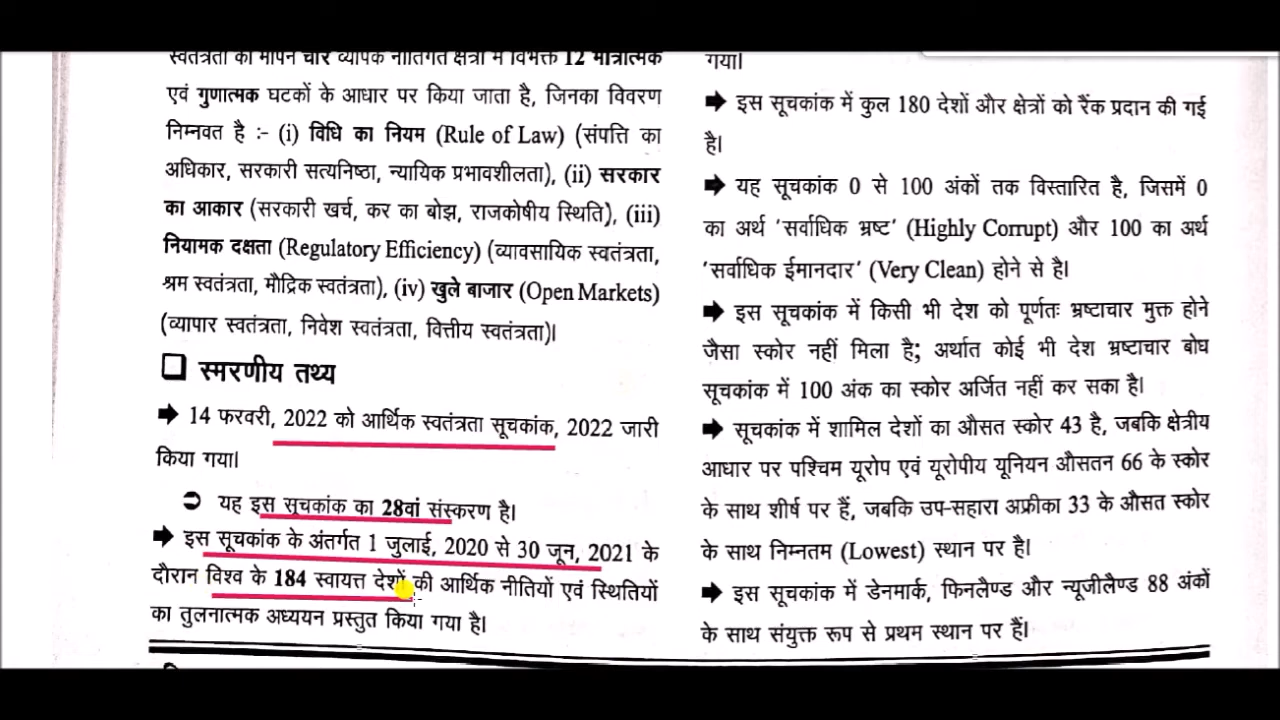 स्वतंत्रता का मापन चार व्यापक नीतिगत क्षेत्रों में विभक्त 12 मात्रात्मक
एवं गुणात्मक घटकों के आधार पर किया जाता है, जिनका विवरण
निम्नवत है :- (i) विधि का नियम (Rule of Law) (संपत्ति का
अधिकार, सरकारी सत्यनिष्ठा, न्यायिक प्रभावशीलता), (ii) सरकार
का आकार (सरकारी खर्च, कर का बोझ, राजकोषीय स्थिति), (iii)
नियामक दक्षता (Regulatory Efficiency) (व्यावसायिक स्वतंत्रता,
श्रम स्वतंत्रता, मौद्रिक स्वतंत्रता), (iv) खुले बाजार (Open Markets)
(व्यापार स्वतंत्रता, निवेश स्वतंत्रता, वित्तीय स्वतंत्रता)।
स्मरणीय तथ्य
14 फरवरी, 2022 को आर्थिक स्वतंत्रता सूचकांक, 2022 जारी
किया गया।
यह इस सूचकांक का 28वां संस्करण है।
इस सूचकांक के अंतर्गत 1 जुलाई, 2020 से 30 जून, 2021 के
दौरान विश्व के 184 स्वायत्त देशों की आर्थिक नीतियों एवं स्थितियों
का तुलनात्मक अध्ययन प्रस्तुत किया गया है।
गया।
इस सूचकांक में कुल 180 देशों और क्षेत्रों को रैंक प्रदान की गई
है।
यह सूचकांक 0 से 100 अंकों तक विस्तारित है, जिसमें 0
का अर्थ 'सर्वाधिक भ्रष्ट' (Highly Corrupt) और 100 का अर्थ
'सर्वाधिक ईमानदार' (Very Clean) होने से है।
इस सूचकांक में किसी भी देश को पूर्णतः भ्रष्टाचार मुक्त होने
जैसा स्कोर नहीं मिला है; अर्थात कोई भी देश भ्रष्टाचार बोध
सूचकांक में 100 अंक का स्कोर अर्जित नहीं कर सका है।
सूचकांक में शामिल देशों का औसत स्कोर 43 है, जबकि क्षेत्रीय
आधार पर पश्चिम यूरोप एवं यूरोपीय यूनियन औसतन 66 के स्कोर
के साथ शीर्ष पर हैं, जबकि उप-सहारा अफ्रीका 33 के औसत स्कोर
के साथ निम्नतम (Lowest) स्थान पर है।
इस सूचकांक में डेनमार्क, फिनलैण्ड और न्यूजीलैण्ड 88 अंकों
के साथ संयुक्त रूप से प्रथम स्थान पर हैं।